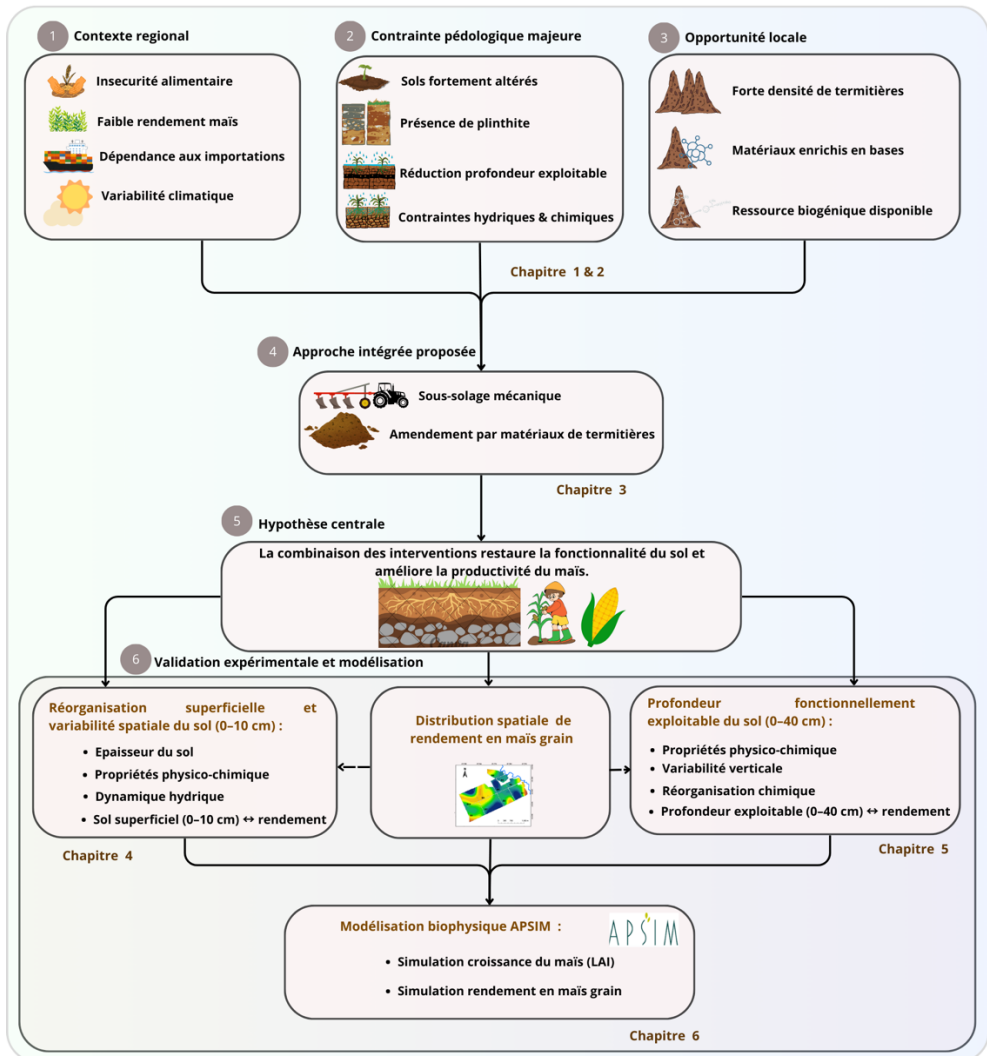 1 Contexte regional
Insecurité alimentaire
Faible rendement maïs
Dépendance aux importations
Variabilité climatique
2 Contrainte pédologique majeure
Sols fortement altérés
Présence de plinthite
Réduction profondeur exploitable
Contraintes hydriques & chimiques
3 Opportunité locale
Forte densité de termitières
Matériaux enrichis en bases
Ressource biogénique disponible
Chapitre 1 & 2
4 Approche intégrée proposée
Sous-solage mécanique
Amendement par matériaux de termitières
Chapitre 3
5 Hypothèse centrale
La combinaison des interventions restaure la fonctionnalité du sol et
améliore la productivité du maïs.
6 Validation expérimentale et modélisation
Réorganisation superficielle et
variabilité spatiale du sol (0–10 cm) :
• Epaisseur du sol
• Propriétés physico-chimique
• Dynamique hydrique
• Sol superficiel (0–10 cm) ↔ rendement
Chapitre 4
Distribution spatiale de
rendement en maïs grain
Profondeur fonctionnellement
exploitable du sol (0–40 cm) :
• Propriétés physico-chimique
• Variabilité verticale
• Réorganisation chimique
• Profondeur exploitable (0–40 cm) ↔ rendement
Chapitre 5
Modélisation biophysique APSIM :
APSIM
• Simulation croissance du maïs (LAI)
• Simulation rendement en maïs grain
Chapitre 6